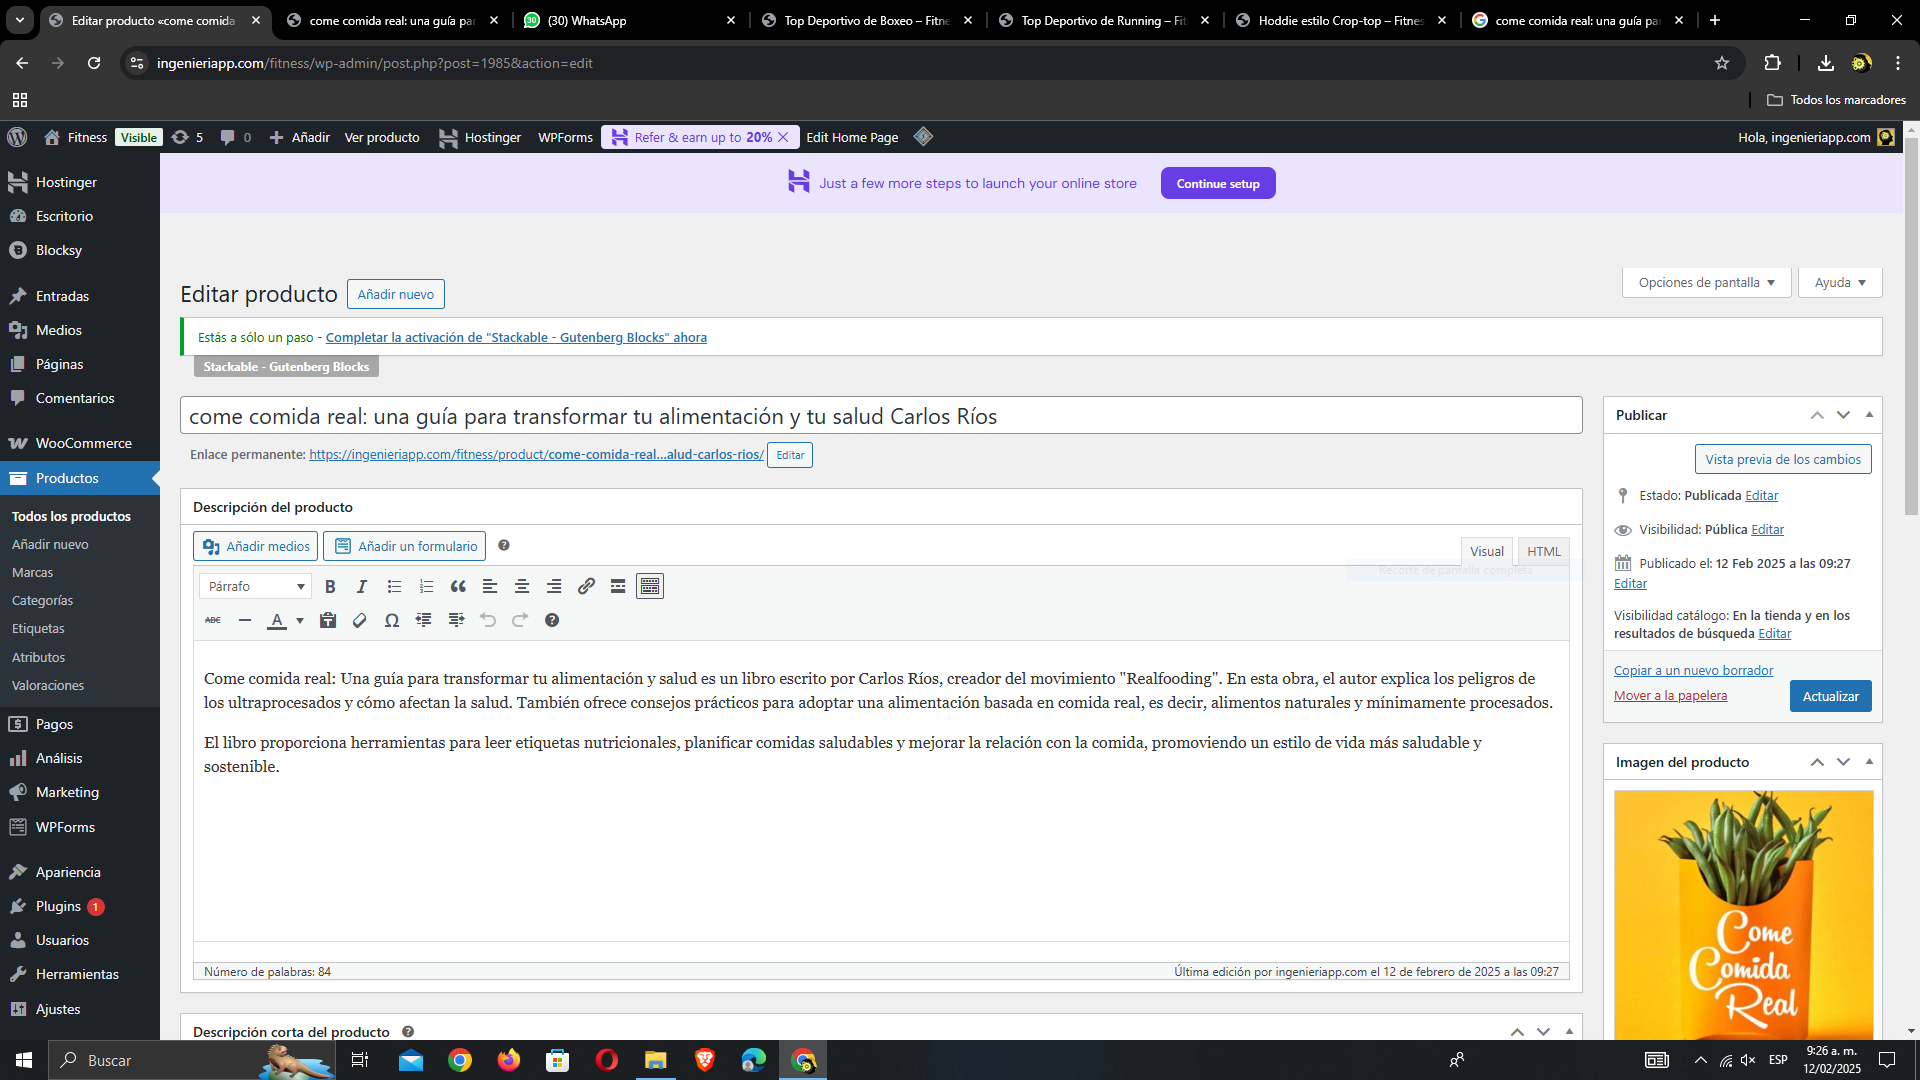 Editar producto «come comida
come comida real: una guía par
(30) WhatsApp
Top Deportivo de Boxeo – Fitne
Top Deportivo de Running – Fit
Hoddie estilo Crop-top – Fitnes
come comida real: una guía par
ingenieriapp.com/fitness/wp-admin/post.php?post=1985&action=edit
Todos los marcadores
Fitness Visible 5 0 Añadir Ver producto Hostinger WPForms Refer & earn up to 20% Edit Home Page Hola, ingenieriapp.com
Just a few more steps to launch your online store Continue setup
Hostinger
Escritorio
Blocksy
Entradas
Medios
Páginas
Comentarios
WooCommerce
Productos
Todos los productos
Añadir nuevo
Marcas
Categorías
Etiquetas
Atributos
Valoraciones
Pagos
Análisis
Marketing
WPForms
Apariencia
Plugins 1
Usuarios
Herramientas
Ajustes
Opciones de pantalla Ayuda
Editar producto Añadir nuevo
Estás a sólo un paso - Completar la activación de "Stackable - Gutenberg Blocks" ahora
Stackable - Gutenberg Blocks
come comida real: una guía para transformar tu alimentación y tu salud Carlos Ríos
Enlace permanente: https://ingenieriapp.com/fitness/product/come-comida-real...alud-carlos-rios/ Editar
Descripción del producto
Añadir medios Añadir un formulario
Visual HTML
Recorte de pantalla completa
Párrafo B I
ABC A Ω
Come comida real: Una guía para transformar tu alimentación y salud es un libro escrito por Carlos Ríos, creador del movimiento "Realfooding". En esta obra, el autor explica los peligros de
los ultraprocesados y cómo afectan la salud. También ofrece consejos prácticos para adoptar una alimentación basada en comida real, es decir, alimentos naturales y mínimamente procesados.
El libro proporciona herramientas para leer etiquetas nutricionales, planificar comidas saludables y mejorar la relación con la comida, promoviendo un estilo de vida más saludable y
sostenible.
Número de palabras: 84
Última edición por ingenieriapp.com el 12 de febrero de 2025 a las 09:27
Descripción corta del producto
Publicar
Vista previa de los cambios
Estado: Publicada Editar
Visibilidad: Pública Editar
Publicado el: 12 Feb 2025 a las 09:27
Editar
Visibilidad catálogo: En la tienda y en los
resultados de búsqueda Editar
Copiar a un nuevo borrador
Mover a la papelera
Actualizar
Imagen del producto
Come
Comida
Real
Buscar
ESP
9:26 a. m.
12/02/2025